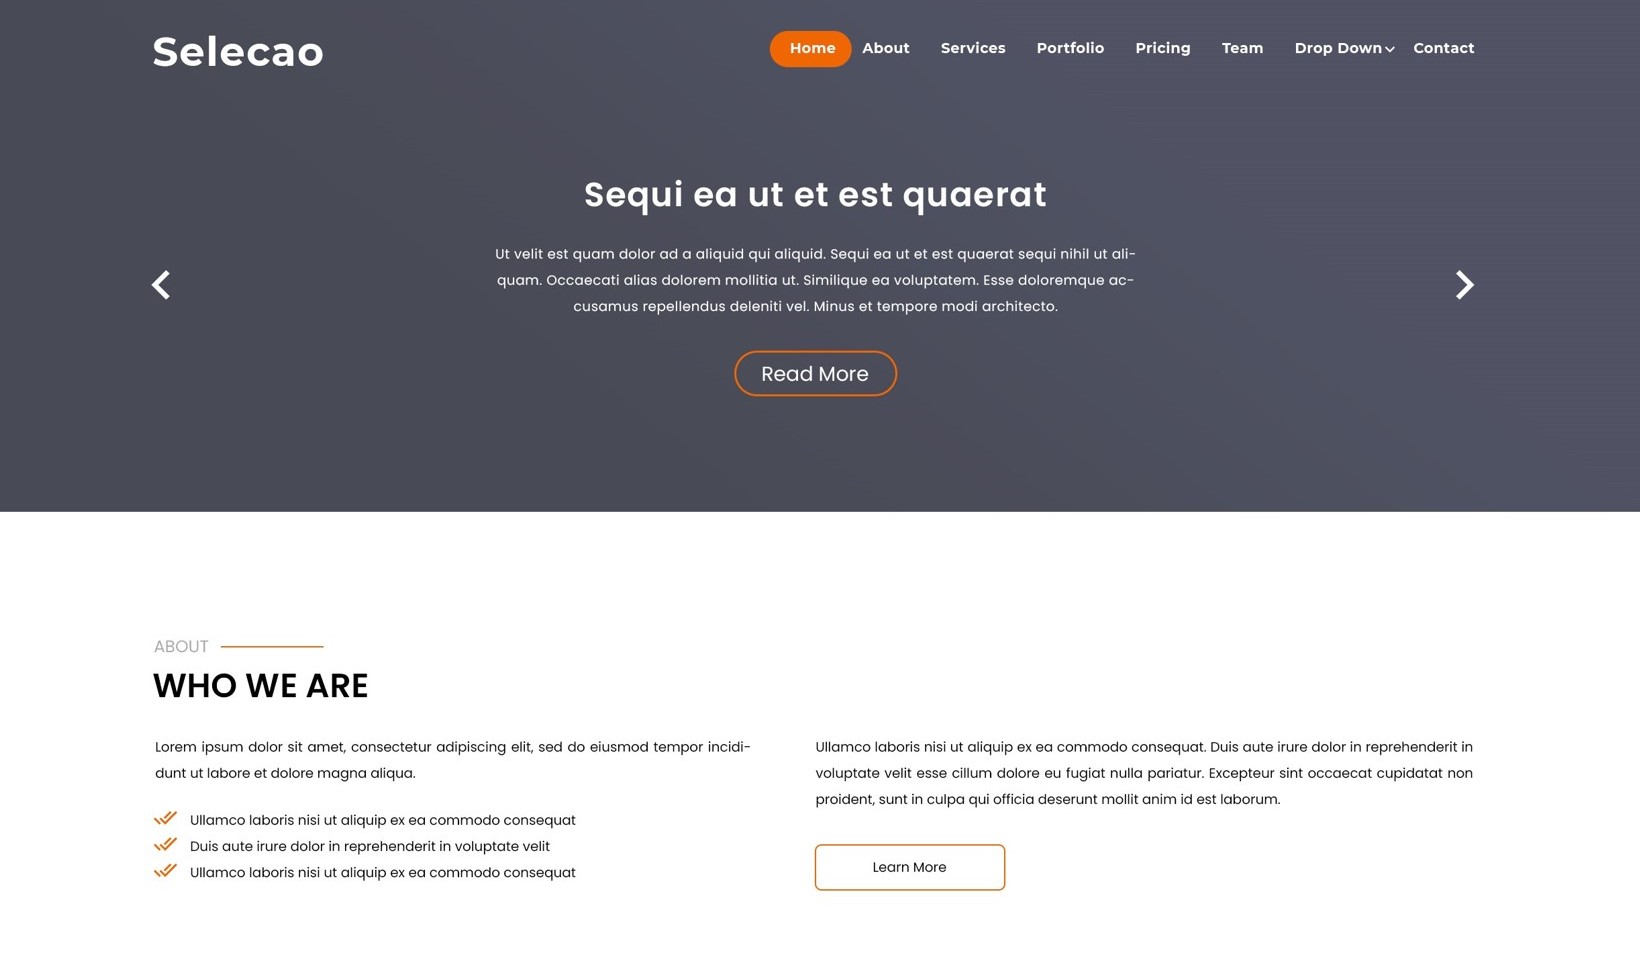 Selecao
Home About Services Portfolio Pricing Team Drop Down Contact
Sequi ea ut et est quaerat
Ut velit est quam dolor ad a aliquid qui aliquid. Sequi ea ut et est quaerat sequi nihil ut ali-
quam. Occaecati alias dolorem mollitia ut. Similique ea voluptatem. Esse doloremque ac-
cusamus repellendus deleniti vel. Minus et tempore modi architecto.
Read More
ABOUT
WHO WE ARE
Lorem ipsum dolor sit amet, consectetur adipiscing elit, sed do eiusmod tempor incidi-
dunt ut labore et dolore magna aliqua.
Ullamco laboris nisi ut aliquip ex ea commodo consequat
Duis aute irure dolor in reprehenderit in voluptate velit
Ullamco laboris nisi ut aliquip ex ea commodo consequat
Ullamco laboris nisi ut aliquip ex ea commodo consequat. Duis aute irure dolor in reprehenderit in
voluptate velit esse cillum dolore eu fugiat nulla pariatur. Excepteur sint occaecat cupidatat non
proident, sunt in culpa qui officia deserunt mollit anim id est laborum.
Learn More